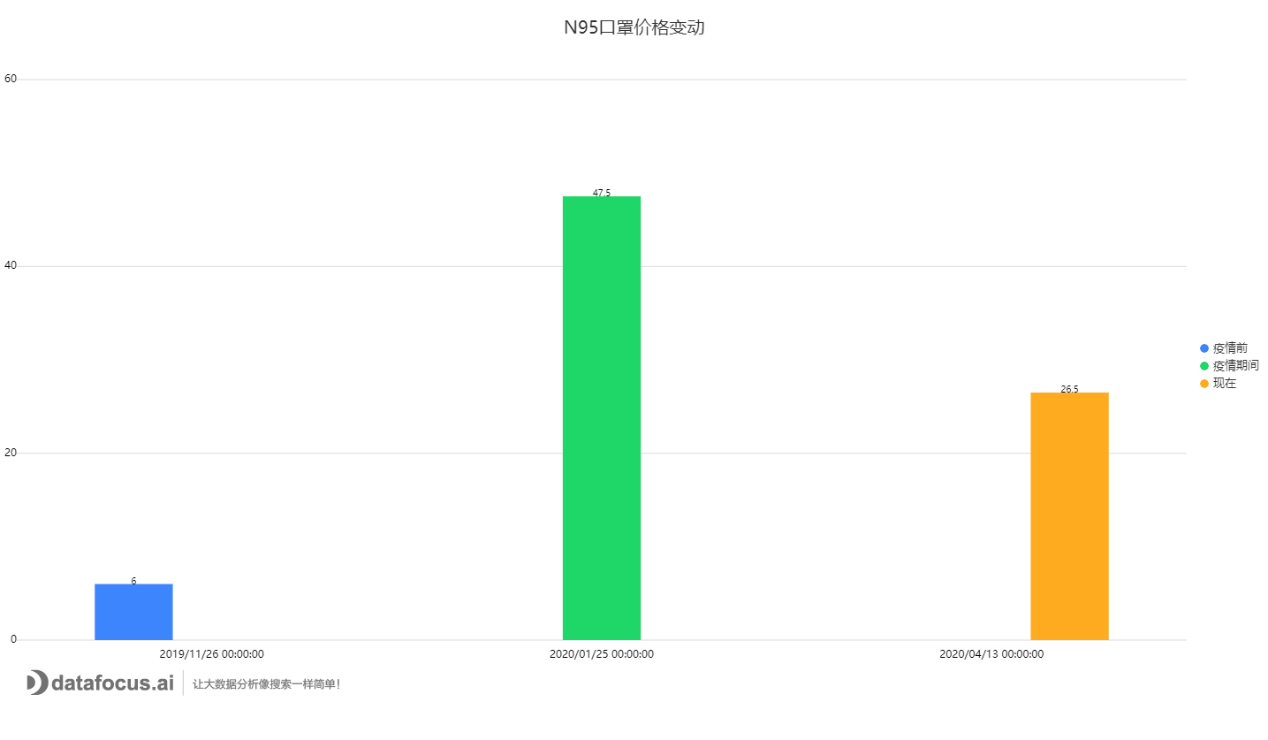 N95口罩价格变动
60
47.5
40
疫情前
疫情期间
现在
26.5
20
6
0
2019/11/26 00:00:00
2020/01/25 00:00:00
2020/04/13 00:00:00
datafocus.ai
让大数据分析像搜索一样简单!